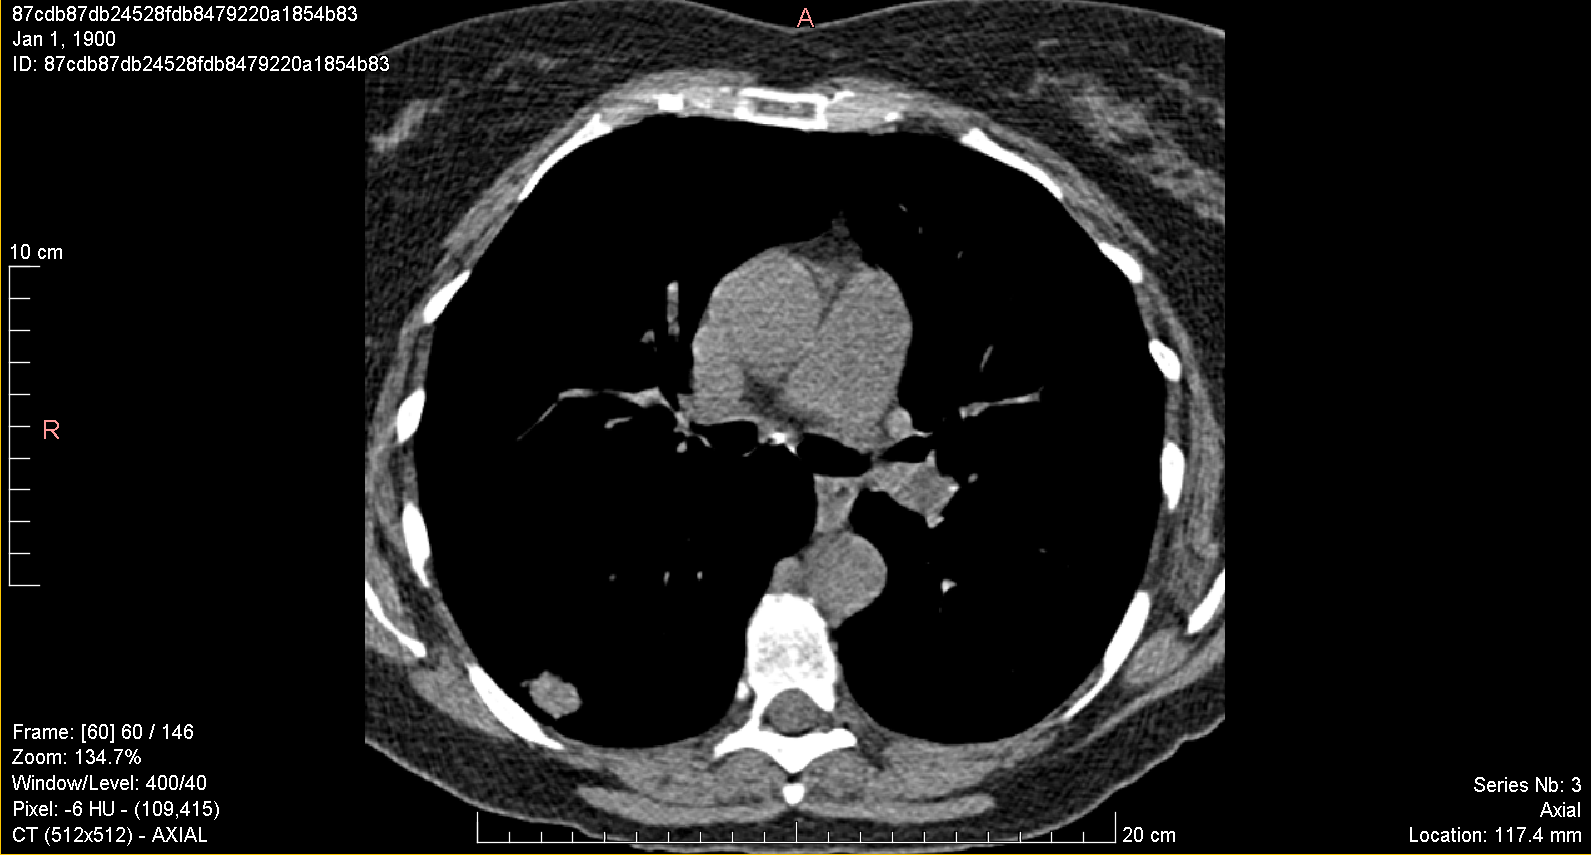 87cdb87db24528fdb8479220a1854b83
Jan 1, 1900
ID: 87cdb87db24528fdb8479220a1854b83
A
10 cm
R
Frame: [60] 60 / 146
Zoom: 134.7%
Window/Level: 400/40
Pixel: -6 HU - (109,415)
CT (512x512) - AXIAL
20 cm
Series Nb: 3
Axial
Location: 117.4 mm